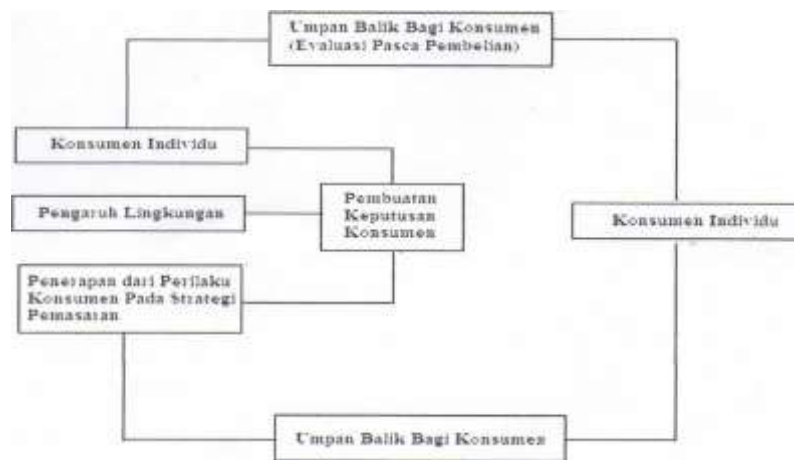 Umpan Balik Bagi Konsumen
(Evaluasi Pasca Pembelian)
Konsumen Individu
Pengaruh Lingkungan
Pembuatan
Keputusan
Konsumen
Konsumen Individu
Penerapan dari Perilaku
Konsumen Pada Strategi
Pemasaran
Umpan Balik Bagi Konsumen